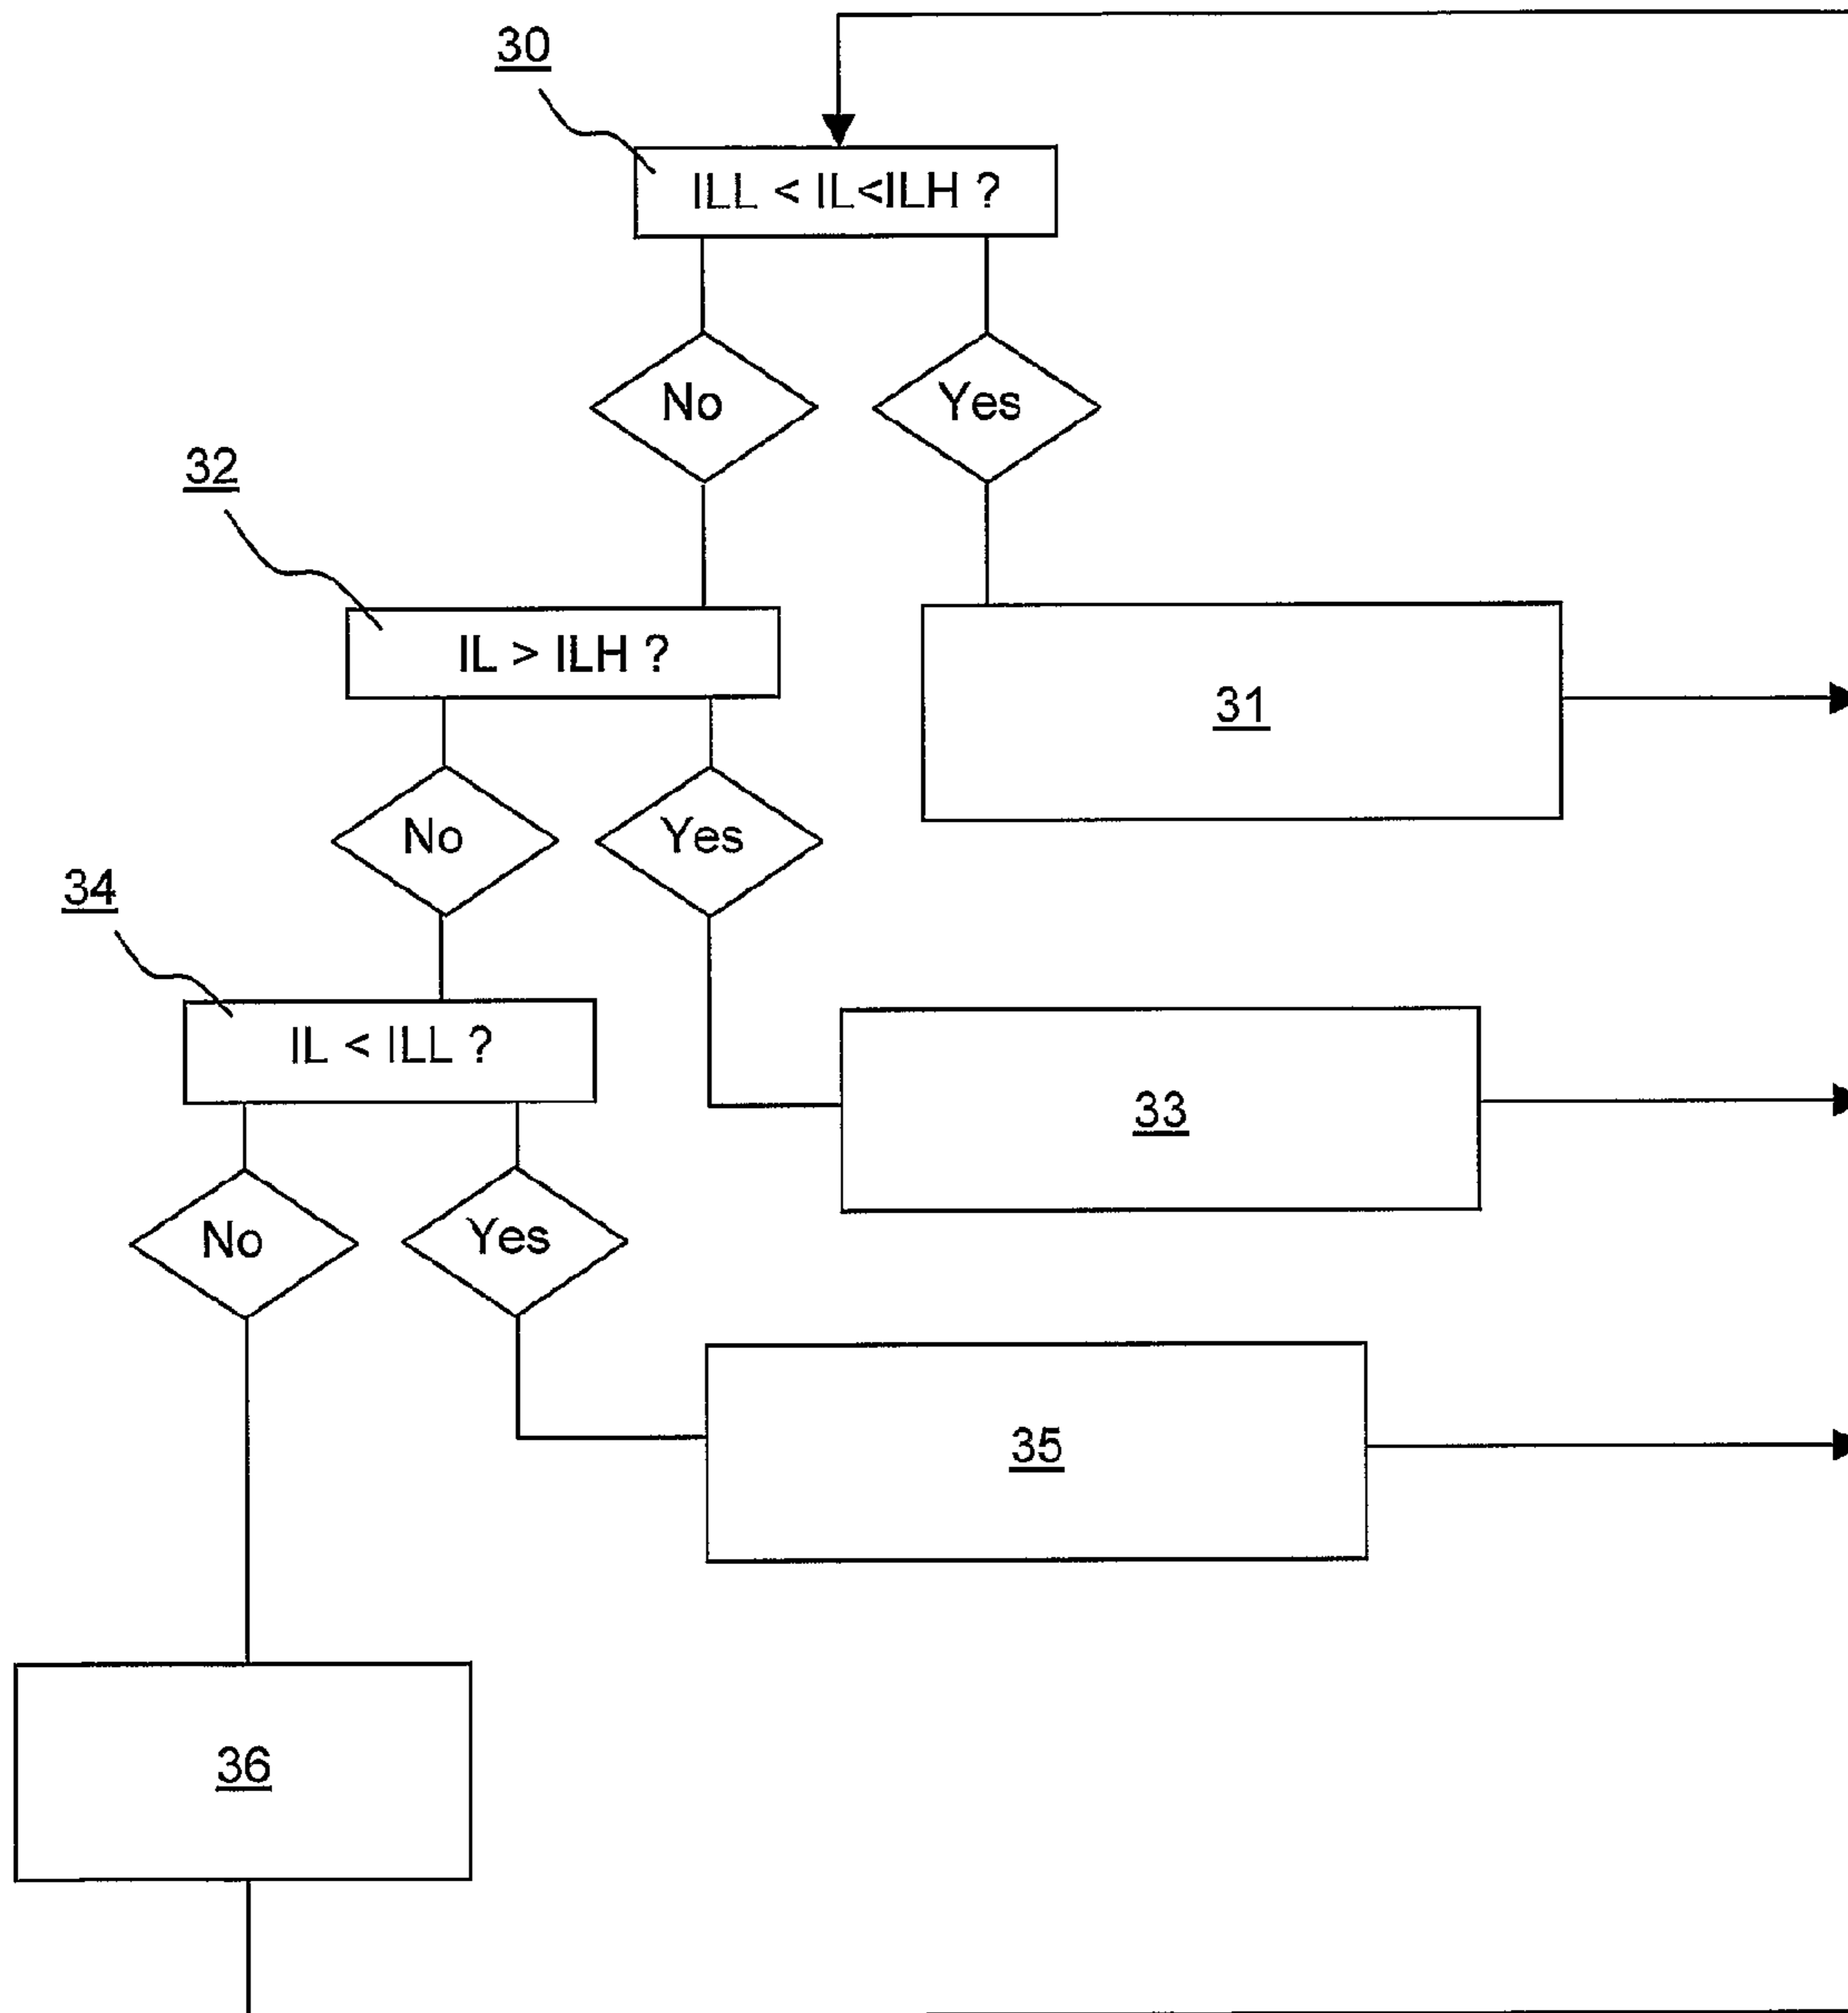 30
ILL < IL<ILH ?
No
Yes
32
IL > ILH ?
31
No
Yes
34
IL < ILL ?
33
No
Yes
35
36